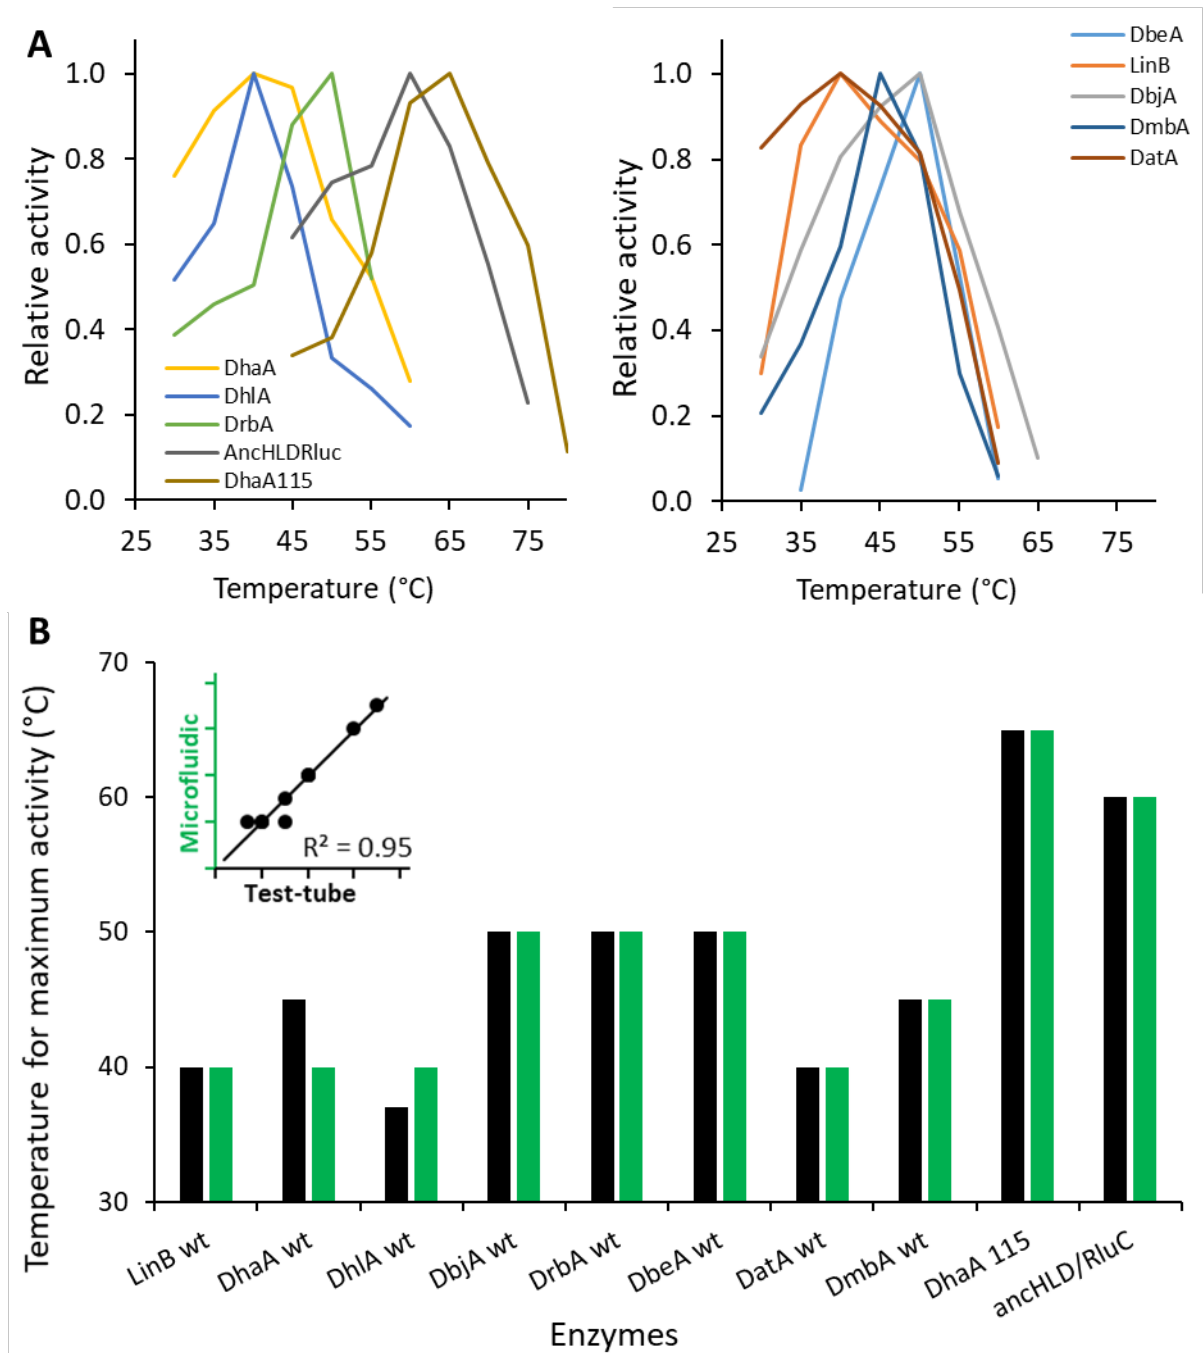 A
Relative activity
1.0
0.8
0.6
0.4
0.2
0.0
DhaA
DhlA
DrbA
AncHLDRluc
DhaA115
25 35 45 55 65 75
Temperature (°C)
Relative activity
1.0
0.8
0.6
0.4
0.2
0.0
DbeA
LinB
DbjA
DmbA
DatA
25 35 45 55 65 75
Temperature (°C)
B
Temperature for maximum activity (°C)
70
60
50
40
30
Microfluidic
R² = 0.95
Test-tube
LinB wt
DhaA wt
DhlA wt
DbjA wt
DrbA wt
DbeA wt
DatA wt
DmbA wt
DhaA 115
ancHLD/RluC
Enzymes